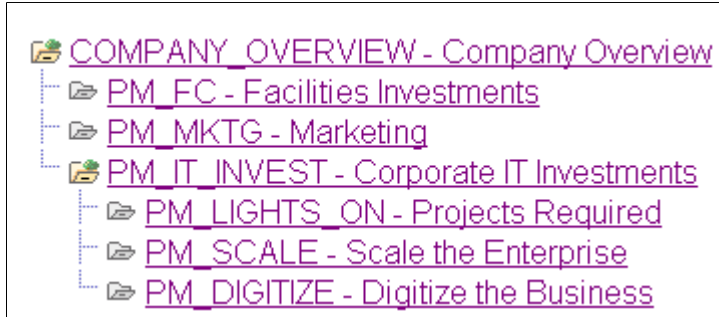 COMPANY_OVERVIEW - Company Overview
PM_FC - Facilities Investments
PM_MKTG - Marketing
PM_IT_INVEST - Corporate IT Investments
PM_LIGHTS_ON - Projects Required
PM_SCALE - Scale the Enterprise
PM_DIGITIZE - Digitize the Business